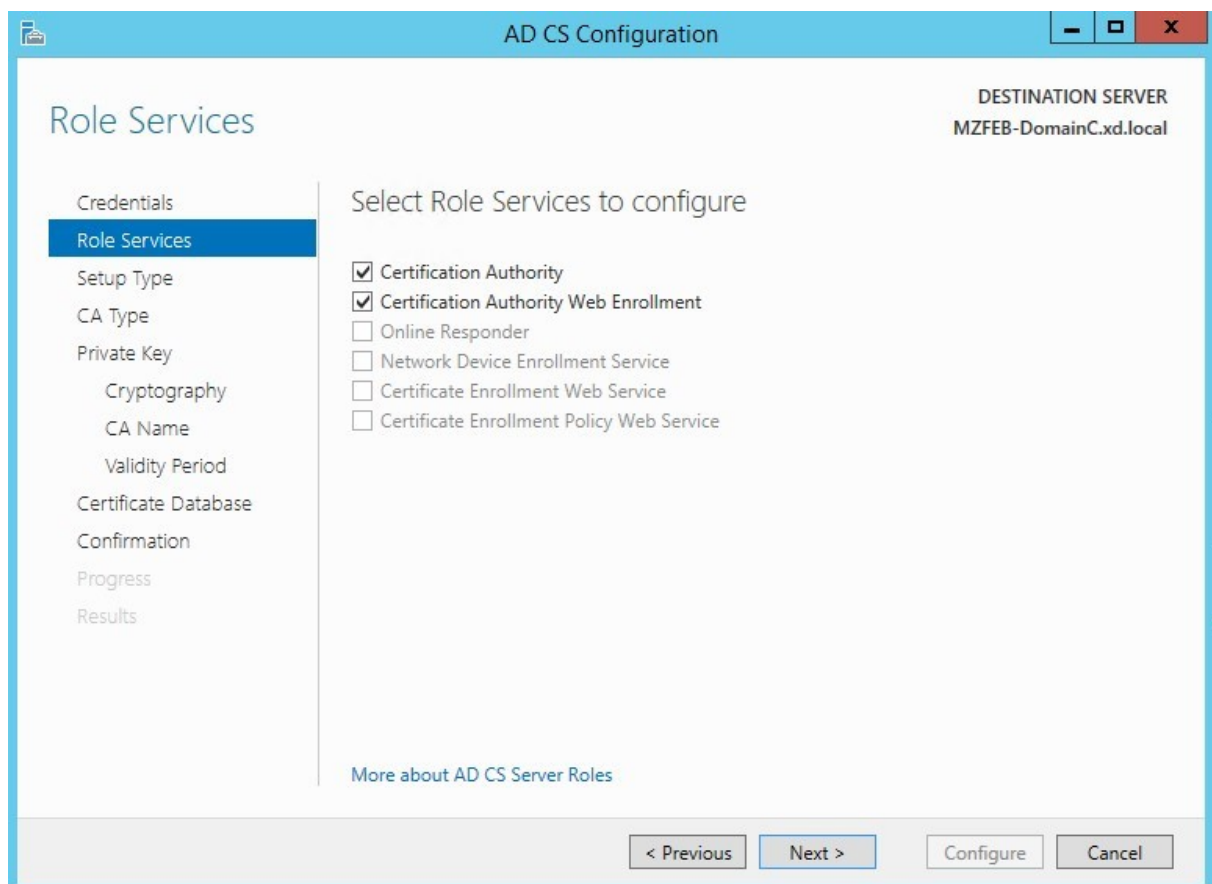 AD CS Configuration
Role Services
DESTINATION SERVER
MZFEB-DomainC.xd.local
Credentials
Role Services
Setup Type
CA Type
Private Key
Cryptography
CA Name
Validity Period
Certificate Database
Confirmation
Progress
Results
Select Role Services to configure
Certification Authority
Certification Authority Web Enrollment
Online Responder
Network Device Enrollment Service
Certificate Enrollment Web Service
Certificate Enrollment Policy Web Service
More about AD CS Server Roles
< Previous
Next >
Configure
Cancel